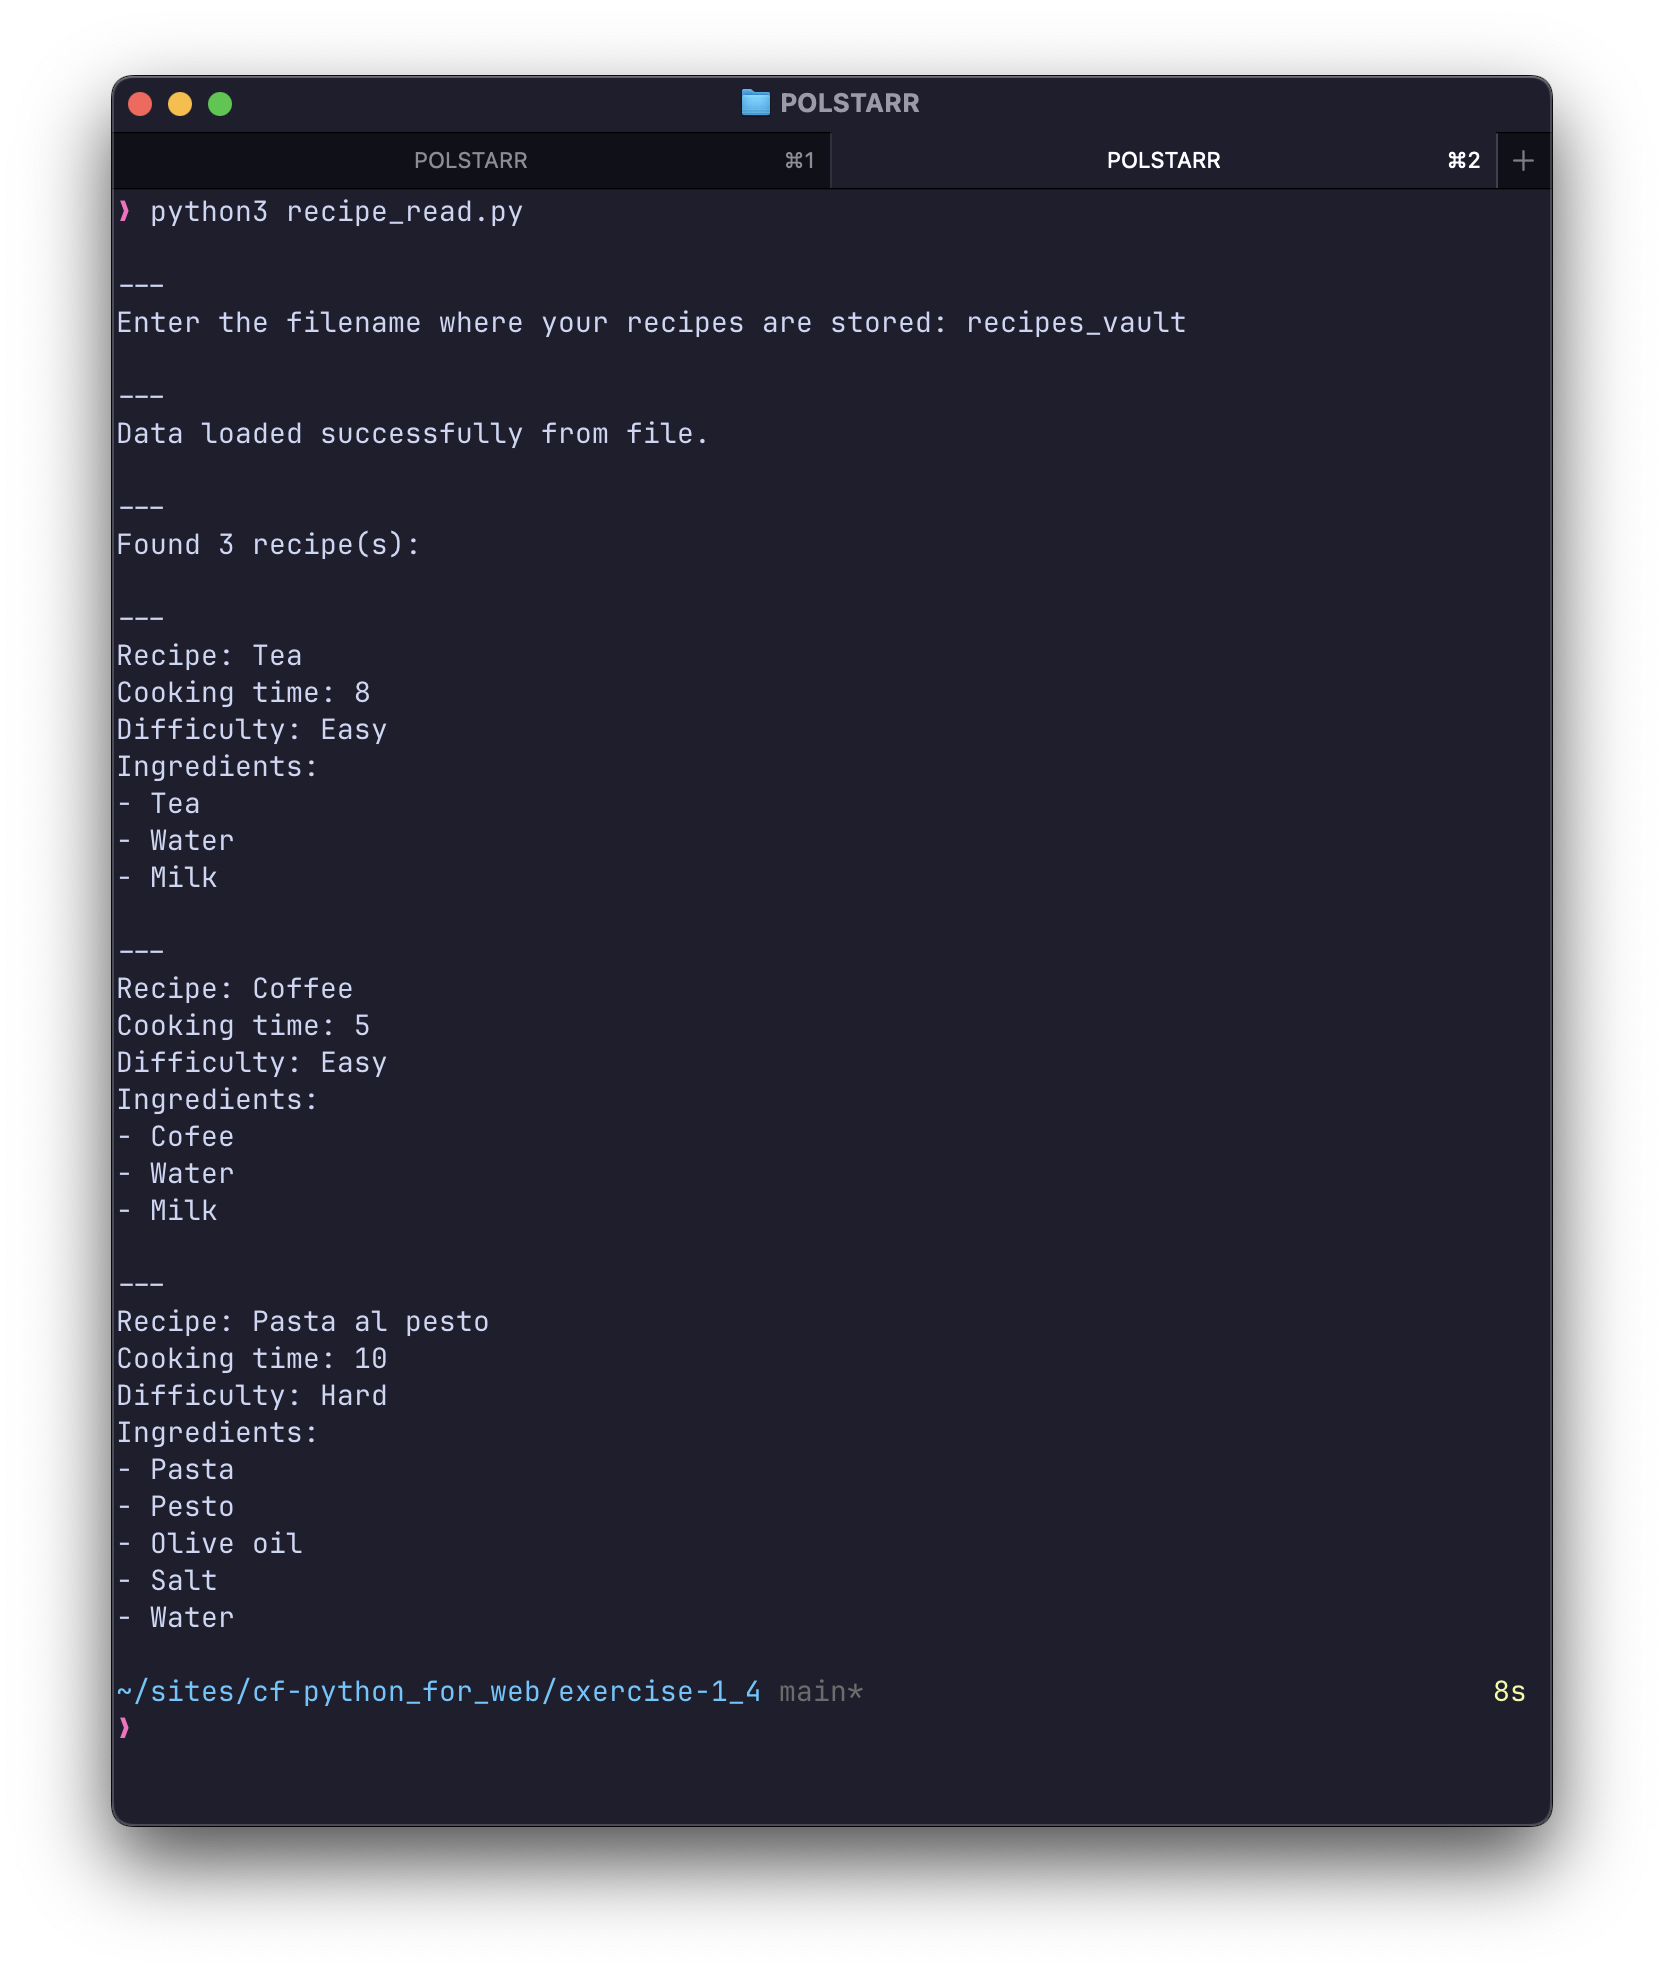 POLSTARR
POLSTARR ⌘1 POLSTARR ⌘2 +
❯ python3 recipe_read.py
---
Enter the filename where your recipes are stored: recipes_vault
---
Data loaded successfully from file.
---
Found 3 recipe(s):
---
Recipe: Tea
Cooking time: 8
Difficulty: Easy
Ingredients:
- Tea
- Water
- Milk
---
Recipe: Coffee
Cooking time: 5
Difficulty: Easy
Ingredients:
- Cofee
- Water
- Milk
---
Recipe: Pasta al pesto
Cooking time: 10
Difficulty: Hard
Ingredients:
- Pasta
- Pesto
- Olive oil
- Salt
- Water
~/sites/cf-python_for_web/exercise-1_4 main* 8s
❯